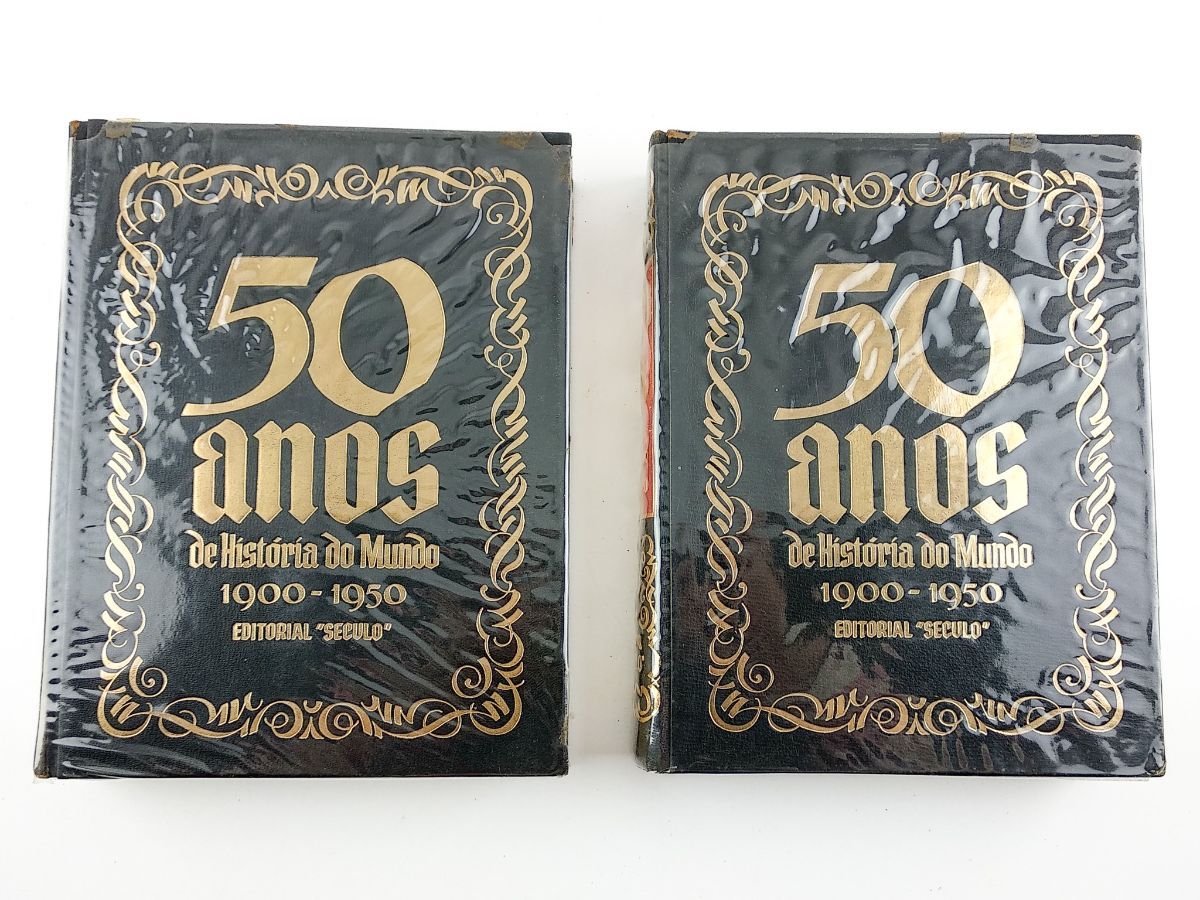 50
anos
de História do Mundo
1900-1950
EDITORIAL "SECULO"
50
anos
de História do Mundo
1900-1950
EDITORIAL "SECULO"